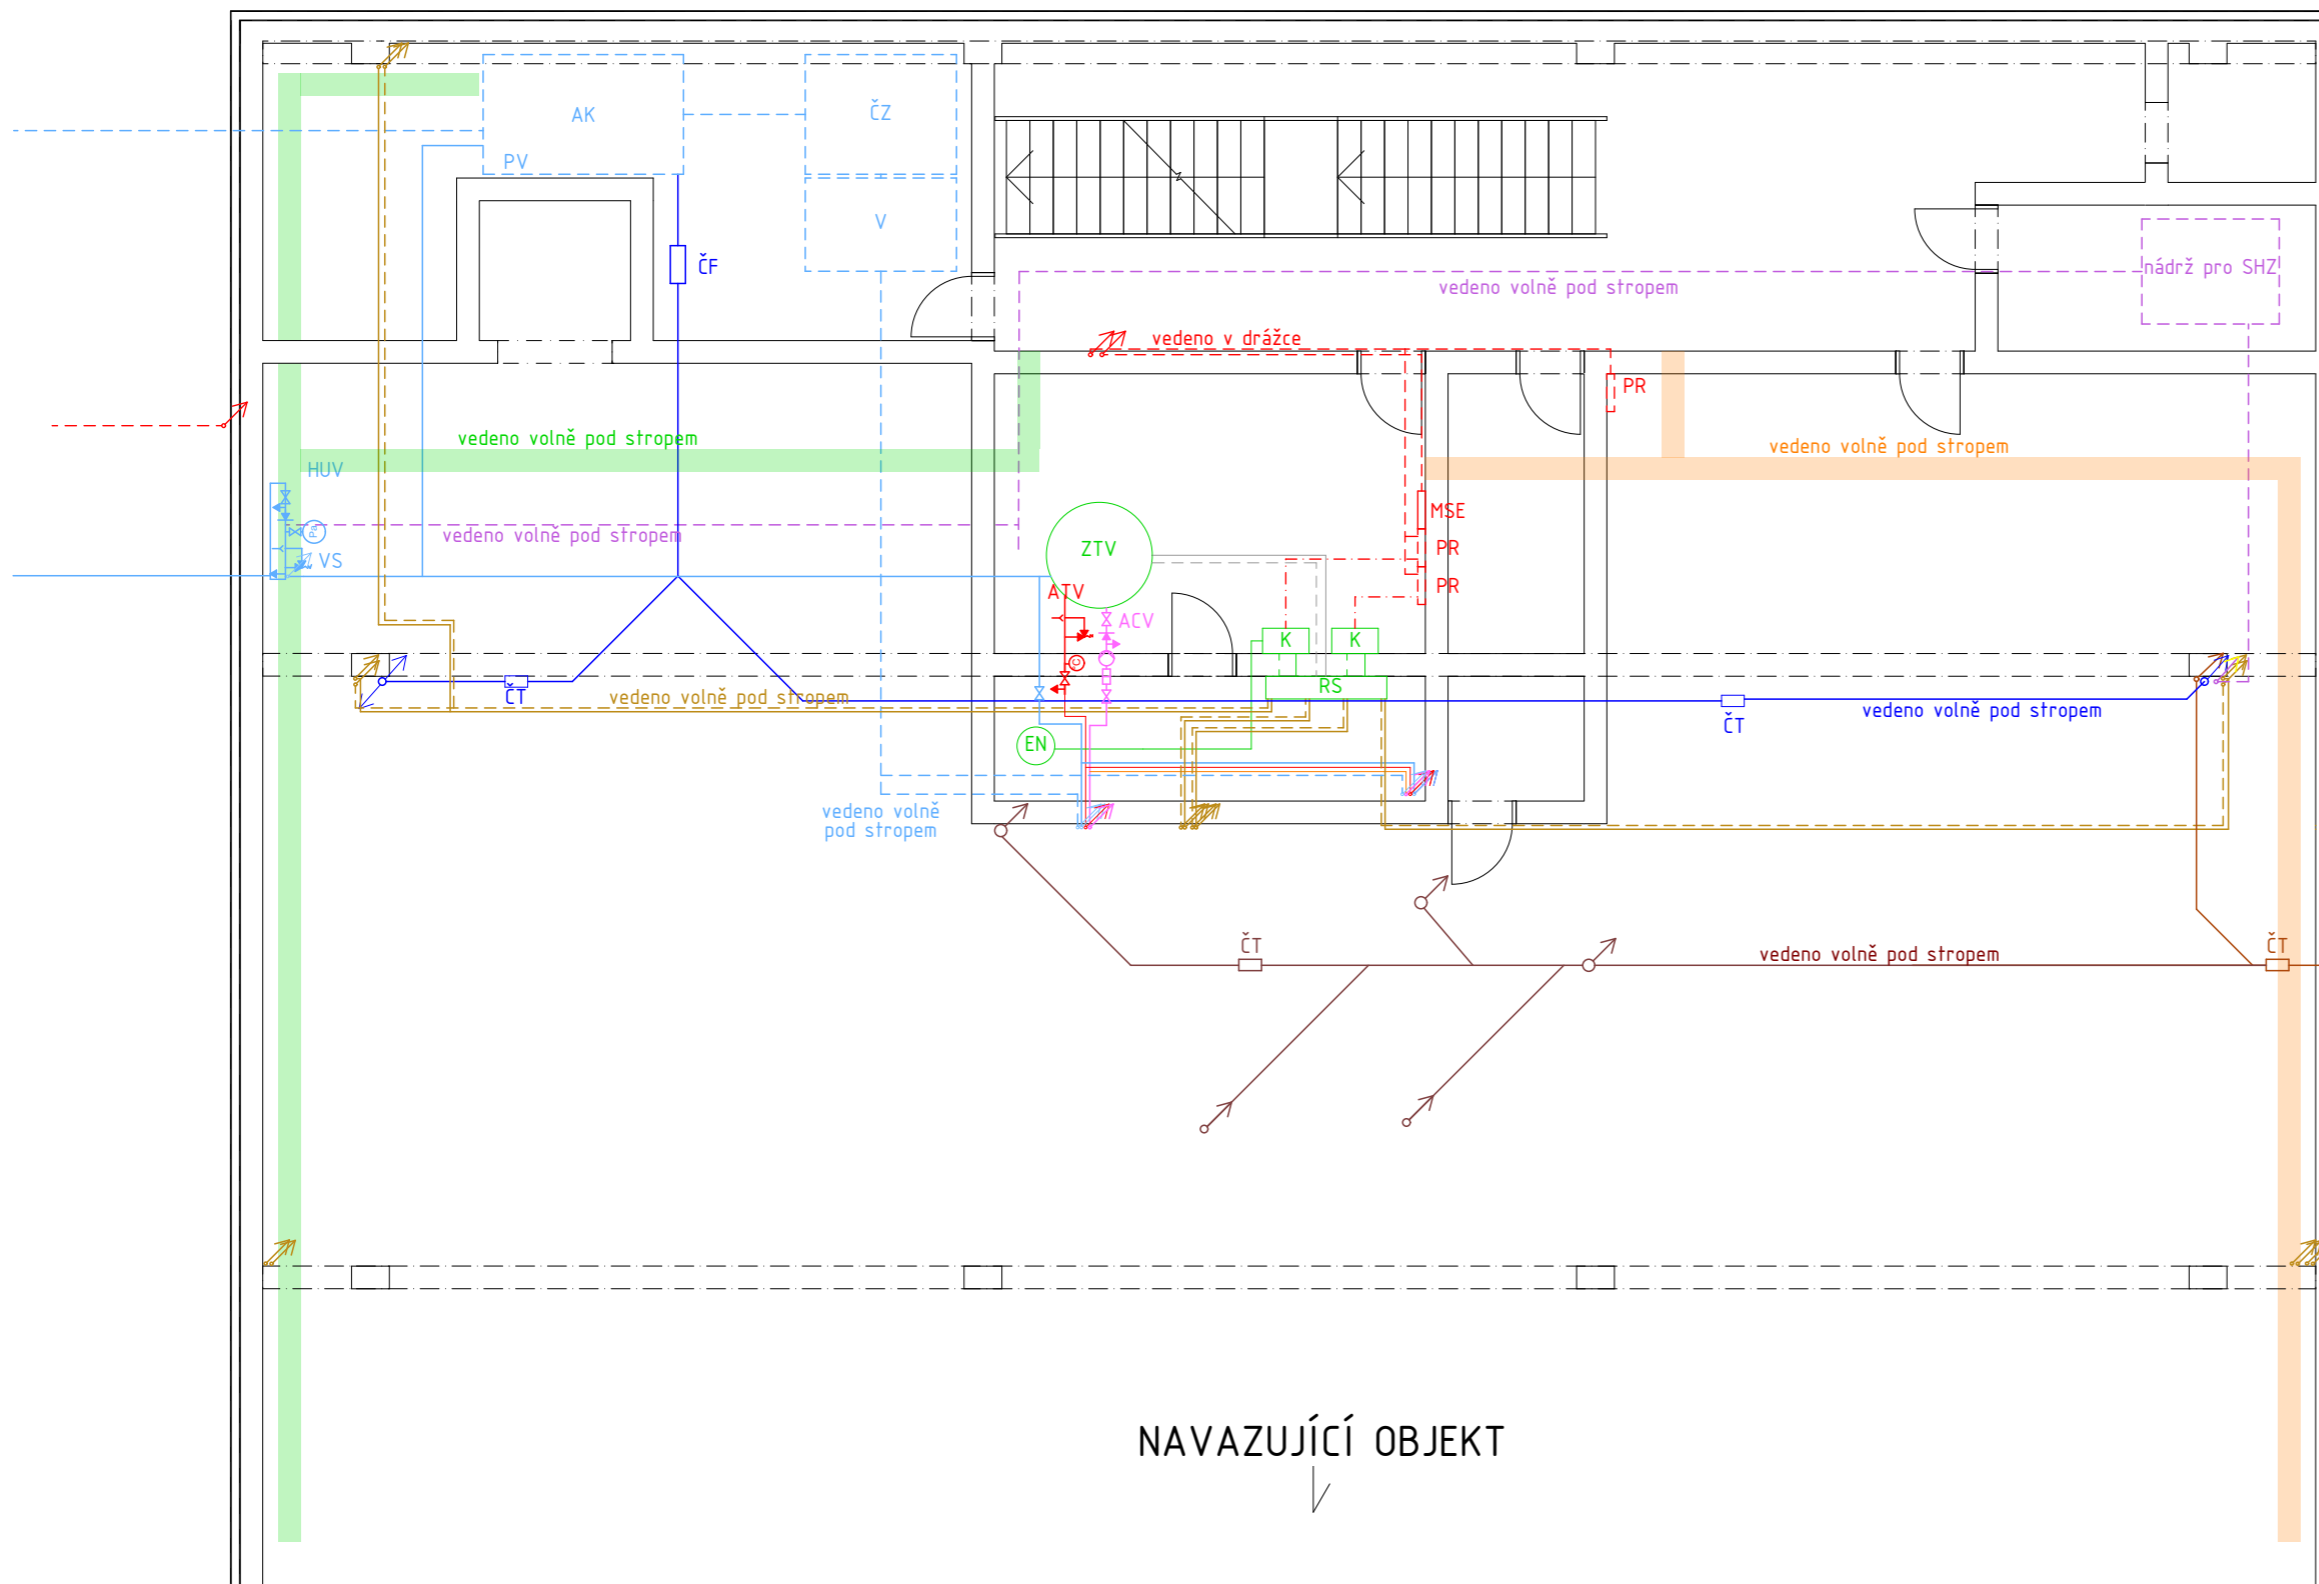 AK
ČZ
PV
V
ČF
nádrž pro SHZ
vedeno volně pod stropem
vedeno v drážce
PR
vedeno volně pod stropem
vedeno volně pod stropem
HUV
MSE
Pa
vedeno volně pod stropem
ZTV
PR
VS
PR
ATV
ACV
K
K
C
RS
ČT
vedeno volně pod stropem
ČT
vedeno volně pod stropem
EN
vedeno volně
pod stropem
ČT
vedeno volně pod stropem
ČT
NAVAZUJÍCÍ OBJEKT